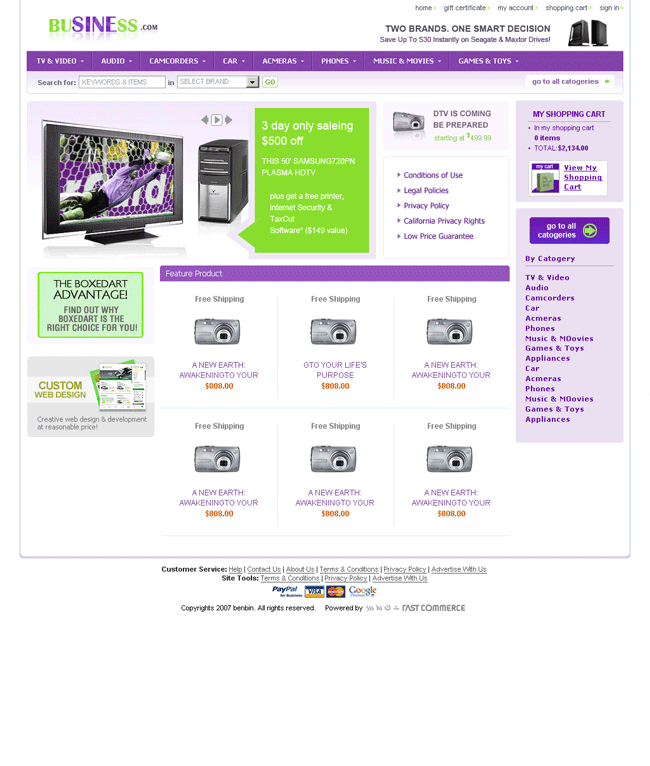 home gift certificate my account shopping cart sign in
BUSINESS.COM
TWO BRANDS. ONE SMART DECISION
Save Up To S30 Instantly on Seagate & Maxtor Drives!
TV & VIDEO AUDIO CAMCORDERS CAR ACMERAS PHONES MUSIC & MOVIES GAMES & TOYS
Search for: KEYWORDS & ITEMS in SELECT BRAND GO
go to all catogeries
3 day only saleing
$500 off
THIS 50' SAMSUNG720PN
PLASMA HDTV
plus get a free printer,
internet Security &
TaxCut
Software* ($149 value)
DTV IS COMING
BE PREPARED
starting at $499.99
Conditions of Use
Legal Policies
Privacy Policy
California Privacy Rights
Low Price Guarantee
MY SHOPPING CART
In my shopping cart
0 items
TOTAL:$2,134.00
my cart
View My
Shopping
Cart
go to all
catogeries
By Catogery
TV & Video
Audio
Camcorders
Car
Acmeras
Phones
Music & MOovies
Games & Toys
Appliances
Car
Acmeras
Phones
Music & MOovies
Games & Toys
Appliances
THE BOXEDART
ADVANTAGE!
FIND OUT WHY
BOXEDART IS THE
RIGHT CHOICE FOR YOU!
CUSTOM
WEB DESIGN
Creative web design & development
at reasonable price!
Feature Product
Free Shipping Free Shipping Free Shipping
A NEW EARTH: GTO YOUR LIFE'S A NEW EARTH:
AWAKENINGTO YOUR PURPOSE AWAKENINGTO YOUR
$808.00 $808.00 $808.00
Free Shipping Free Shipping Free Shipping
A NEW EARTH: A NEW EARTH: A NEW EARTH:
AWAKENINGTO YOUR AWAKENINGTO YOUR AWAKENINGTO YOUR
$808.00 $808.00 $808.00
Customer Service: Help | Contact Us | About Us | Terms & Conditions | Privacy Policy | Advertise With Us
Site Tools: Terms & Conditions | Privacy Policy | Advertise With Us
PayPal for Business VISA MasterCard Google
Copyrights 2007 benbin. All rights reserved. Powered by FAST COMMERCE